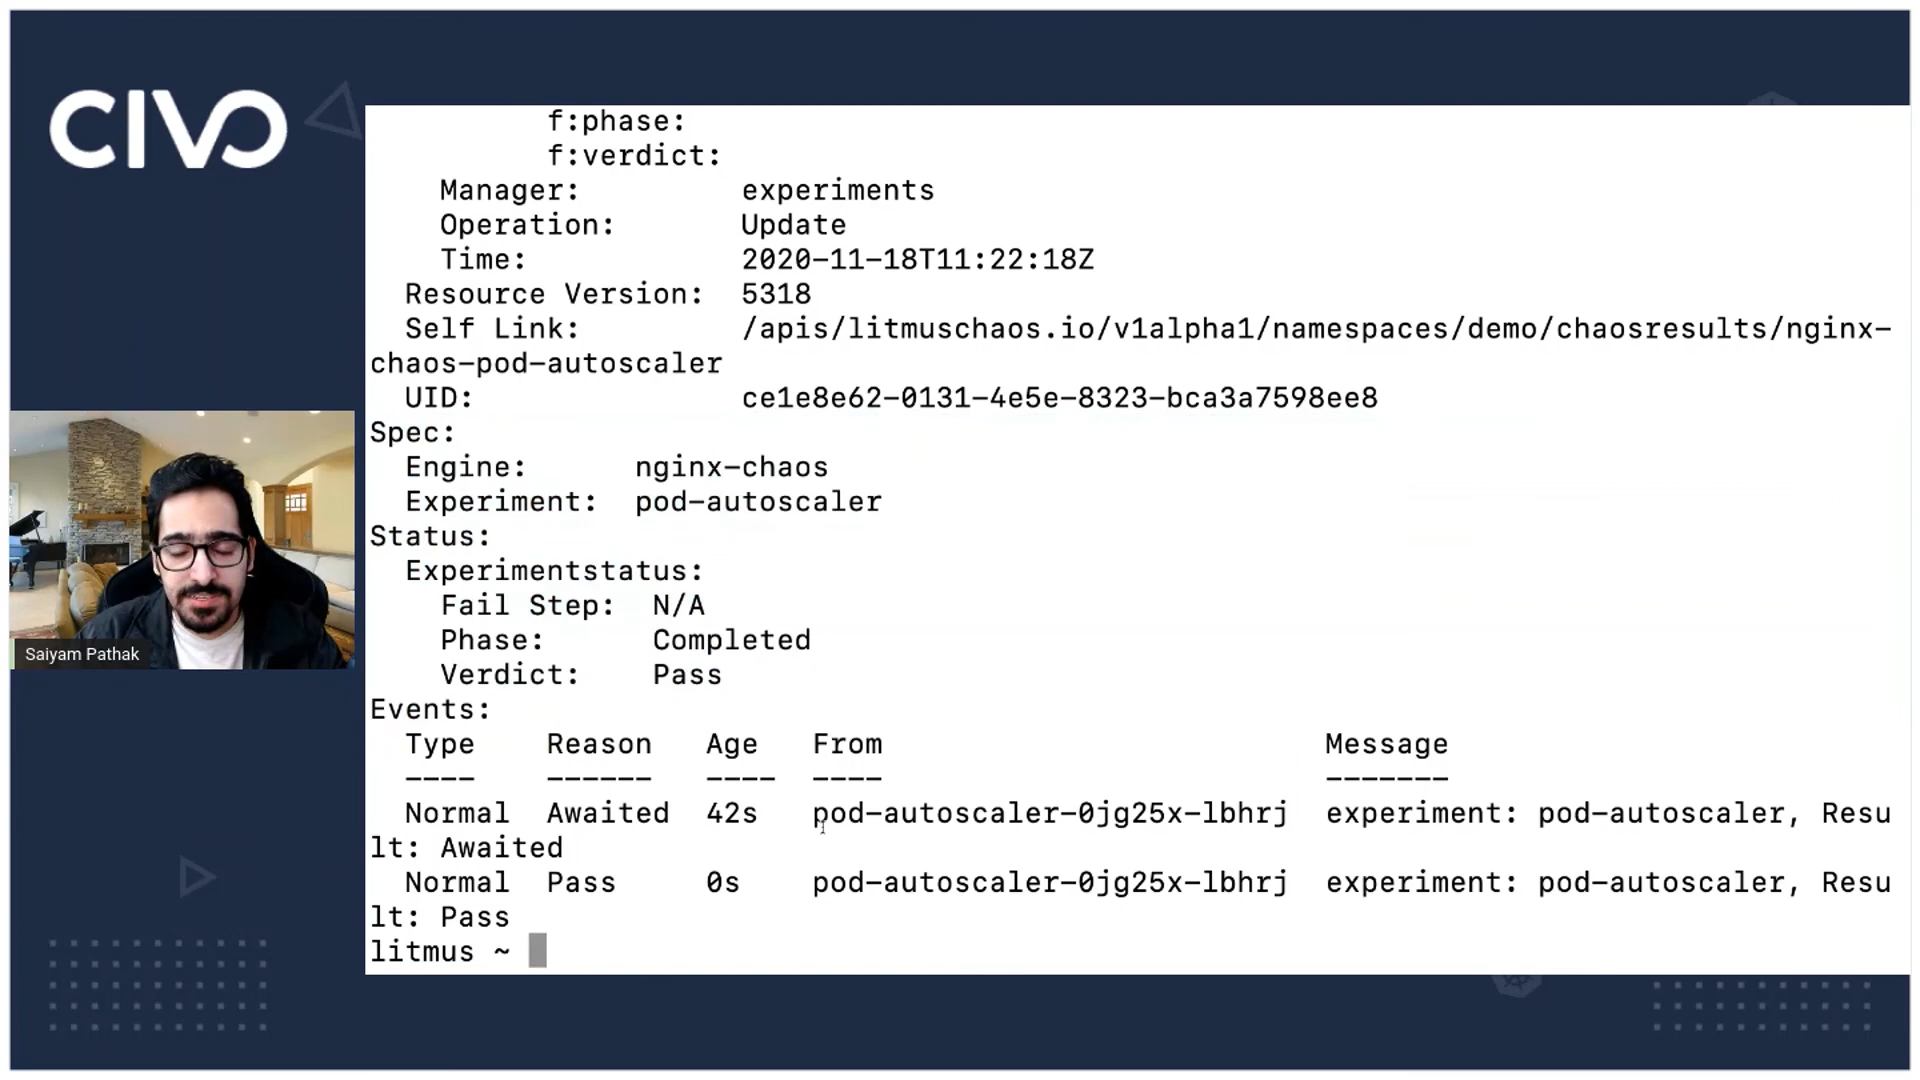 CIVO
f:phase:
f:verdict:
Manager: experiments
Operation: Update
Time: 2020-11-18T11:22:18Z
Resource Version: 5318
Self Link: /apis/litmuschaos.io/v1alpha1/namespaces/demo/chaosresults/nginx-
chaos-pod-autoscaler
UID: ce1e8e62-0131-4e5e-8323-bca3a7598ee8
Spec:
Engine: nginx-chaos
Experiment: pod-autoscaler
Status:
Experimentstatus:
Fail Step: N/A
Phase: Completed
Verdict: Pass
Events:
Type Reason Age From Message
---- ------ ---- ---- -------
Normal Awaited 42s pod-autoscaler-0jg25x-lbhrj experiment: pod-autoscaler, Resu
lt: Awaited
Normal Pass 0s pod-autoscaler-0jg25x-lbhrj experiment: pod-autoscaler, Resu
lt: Pass
litmus ~
Saiyam Pathak